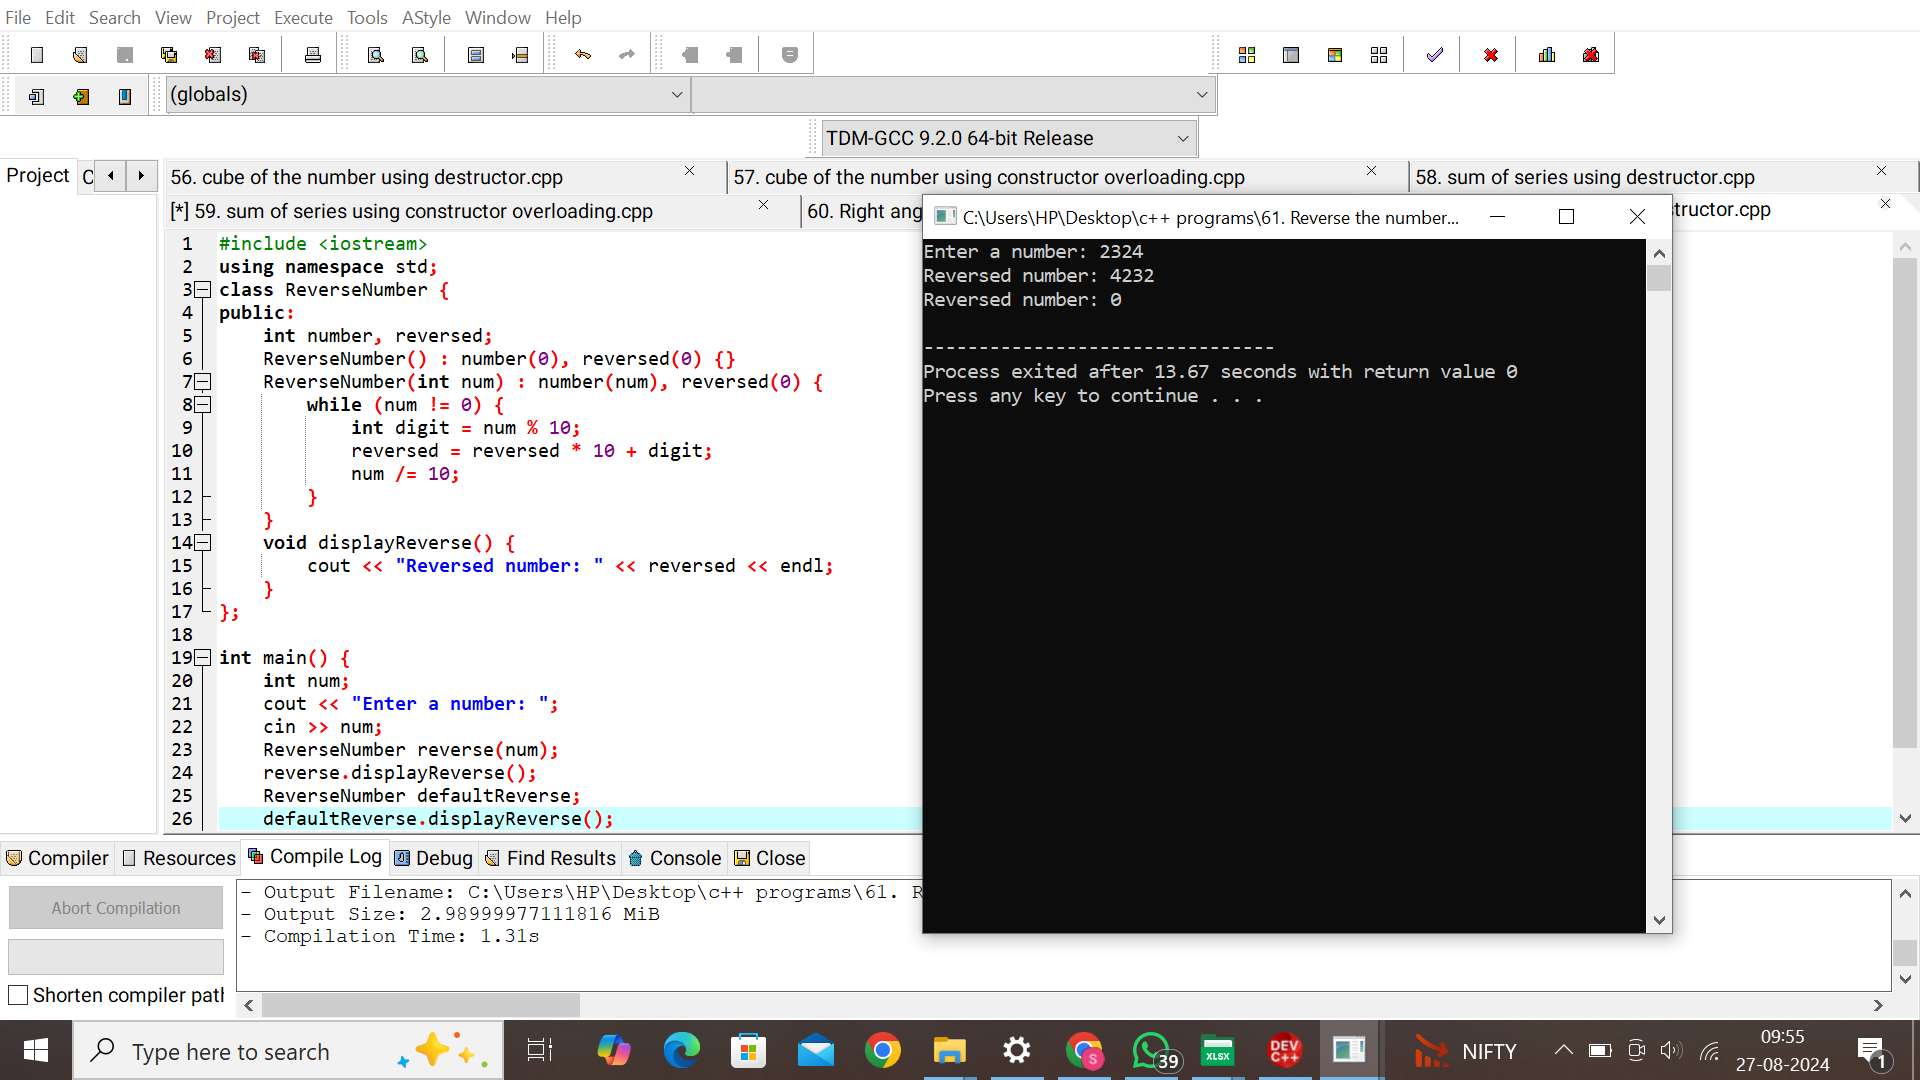 File Edit Search View Project Execute Tools AStyle Window Help
(globals)
TDM-GCC 9.2.0 64-bit Release
Project
56. cube of the number using destructor.cpp
57. cube of the number using constructor overloading.cpp
58. sum of series using destructor.cpp
[*] 59. sum of series using constructor overloading.cpp
60. Right ang
tructor.cpp
1 #include <iostream>
2 using namespace std;
3 class ReverseNumber {
4 public:
5 int number, reversed;
6 ReverseNumber() : number(0), reversed(0) {}
7 ReverseNumber(int num) : number(num), reversed(0) {
8 while (num != 0) {
9 int digit = num % 10;
10 reversed = reversed * 10 + digit;
11 num /= 10;
12 }
13 }
14 void displayReverse() {
15 cout << "Reversed number: " << reversed << endl;
16 }
17 };
18
19 int main() {
20 int num;
21 cout << "Enter a number: ";
22 cin >> num;
23 ReverseNumber reverse(num);
24 reverse.displayReverse();
25 ReverseNumber defaultReverse;
26 defaultReverse.displayReverse();
C:\Users\HP\Desktop\c++ programs\61. Reverse the number...
Enter a number: 2324
Reversed number: 4232
Reversed number: 0
--------------------------------
Process exited after 13.67 seconds with return value 0
Press any key to continue . . .
Compiler Resources Compile Log Debug Find Results Console Close
Abort Compilation
Shorten compiler path
- Output Filename: C:\Users\HP\Desktop\c++ programs\61. R
- Output Size: 2.98999977111816 MiB
- Compilation Time: 1.31s
Type here to search
S
39
XLSX
DEV
C++
NIFTY
09:55
27-08-2024
1